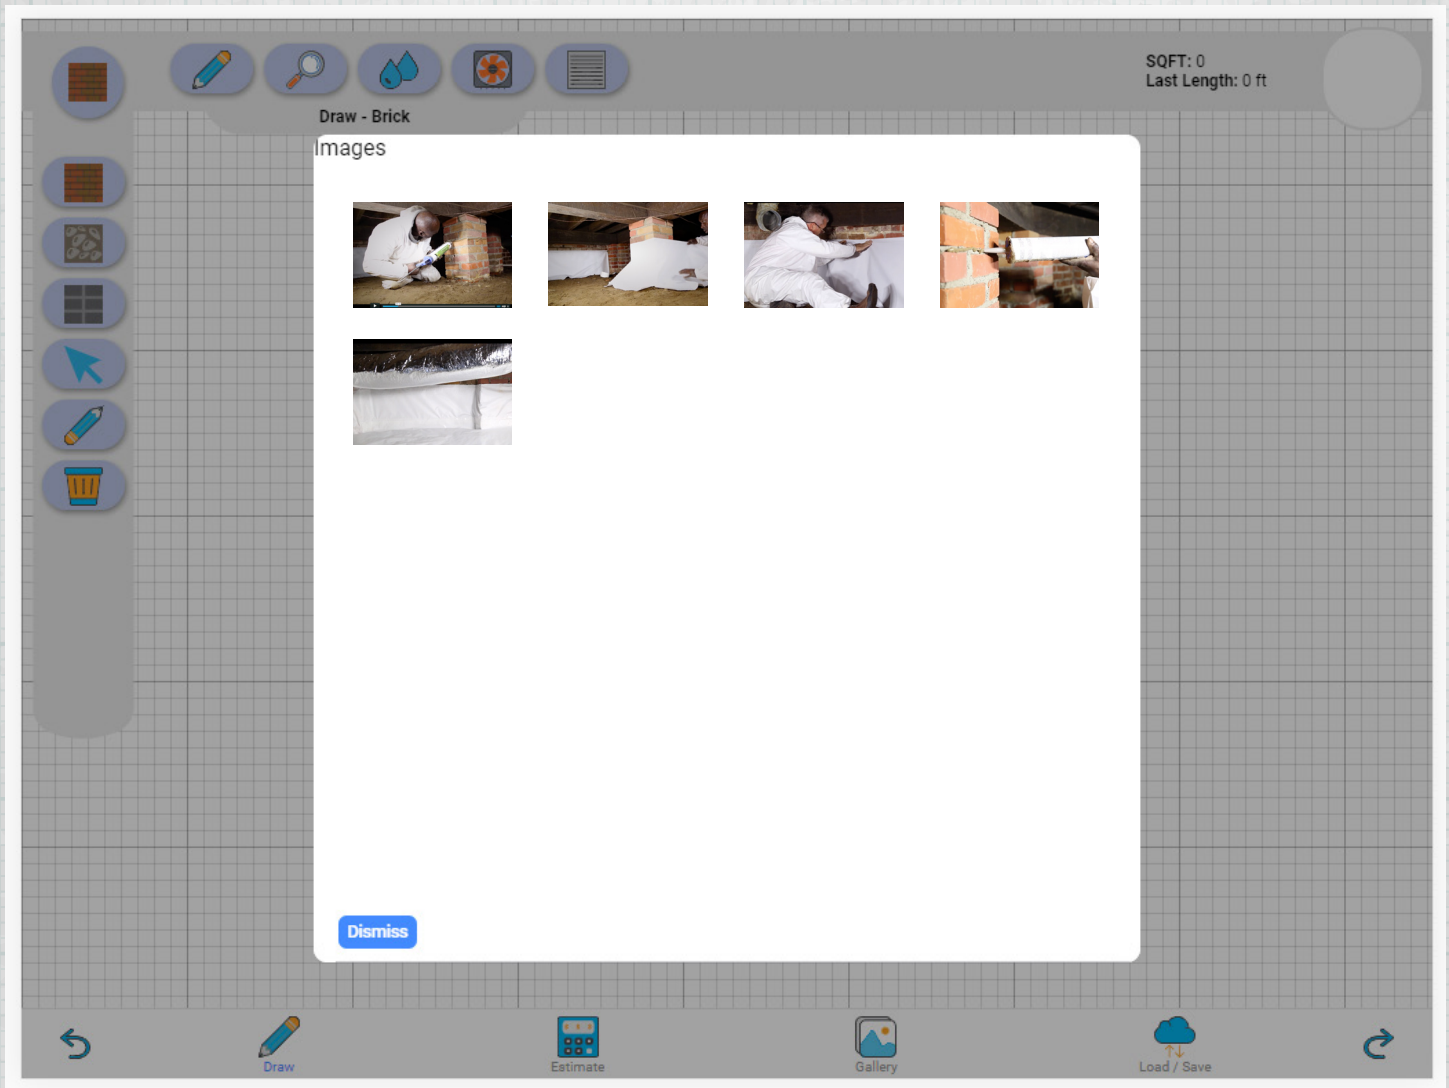 SQFT: 0
Last Length: 0 ft
Draw - Brick
Images
Dismiss
Draw
Estimate
Gallery
Load / Save